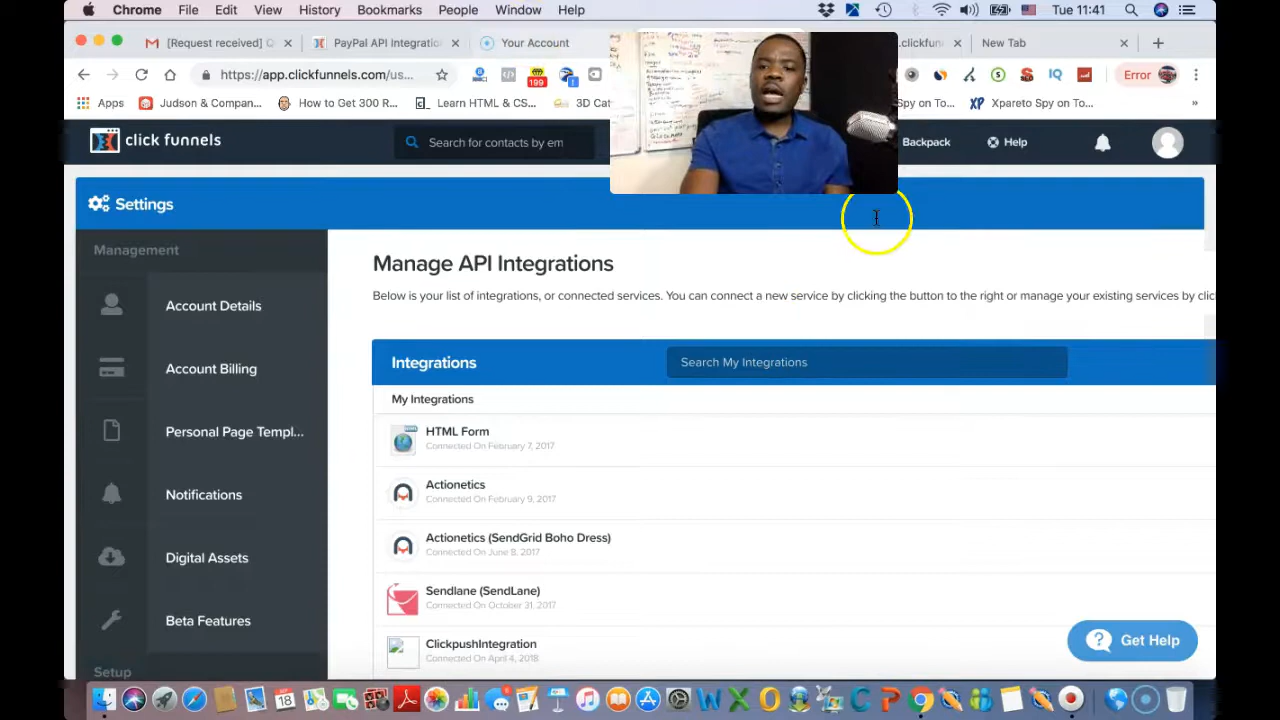 Chrome File Edit View History Bookmarks People Window Help Tue 11:41
[Request received] C PayPal API Integratio Your Account .clickfun New Tab
https://app.clickfunnels.com/us... 199 IQ Error
Apps Judson & Compan... How to Get 300 L Learn HTML & CS... 3D Cat Spy on To... Xpareto Spy on To... »
click funnels Search for contacts by em Backpack Help
Settings
Management
Manage API Integrations
Account Details
Below is your list of integrations, or connected services. You can connect a new service by clicking the button to the right or manage your existing services by clic
Account Billing
Integrations Search My Integrations
My Integrations
Personal Page Templ...
HTML Form
Connected On February 7, 2017
Notifications
Actionetics
Connected On February 9, 2017
Digital Assets
Actionetics (SendGrid Boho Dress)
Connected On June 8, 2017
Beta Features
Sendlane (SendLane)
Connected On October 31, 2017
Setup
ClickpushIntegration
Connected On April 4, 2018
Get Help